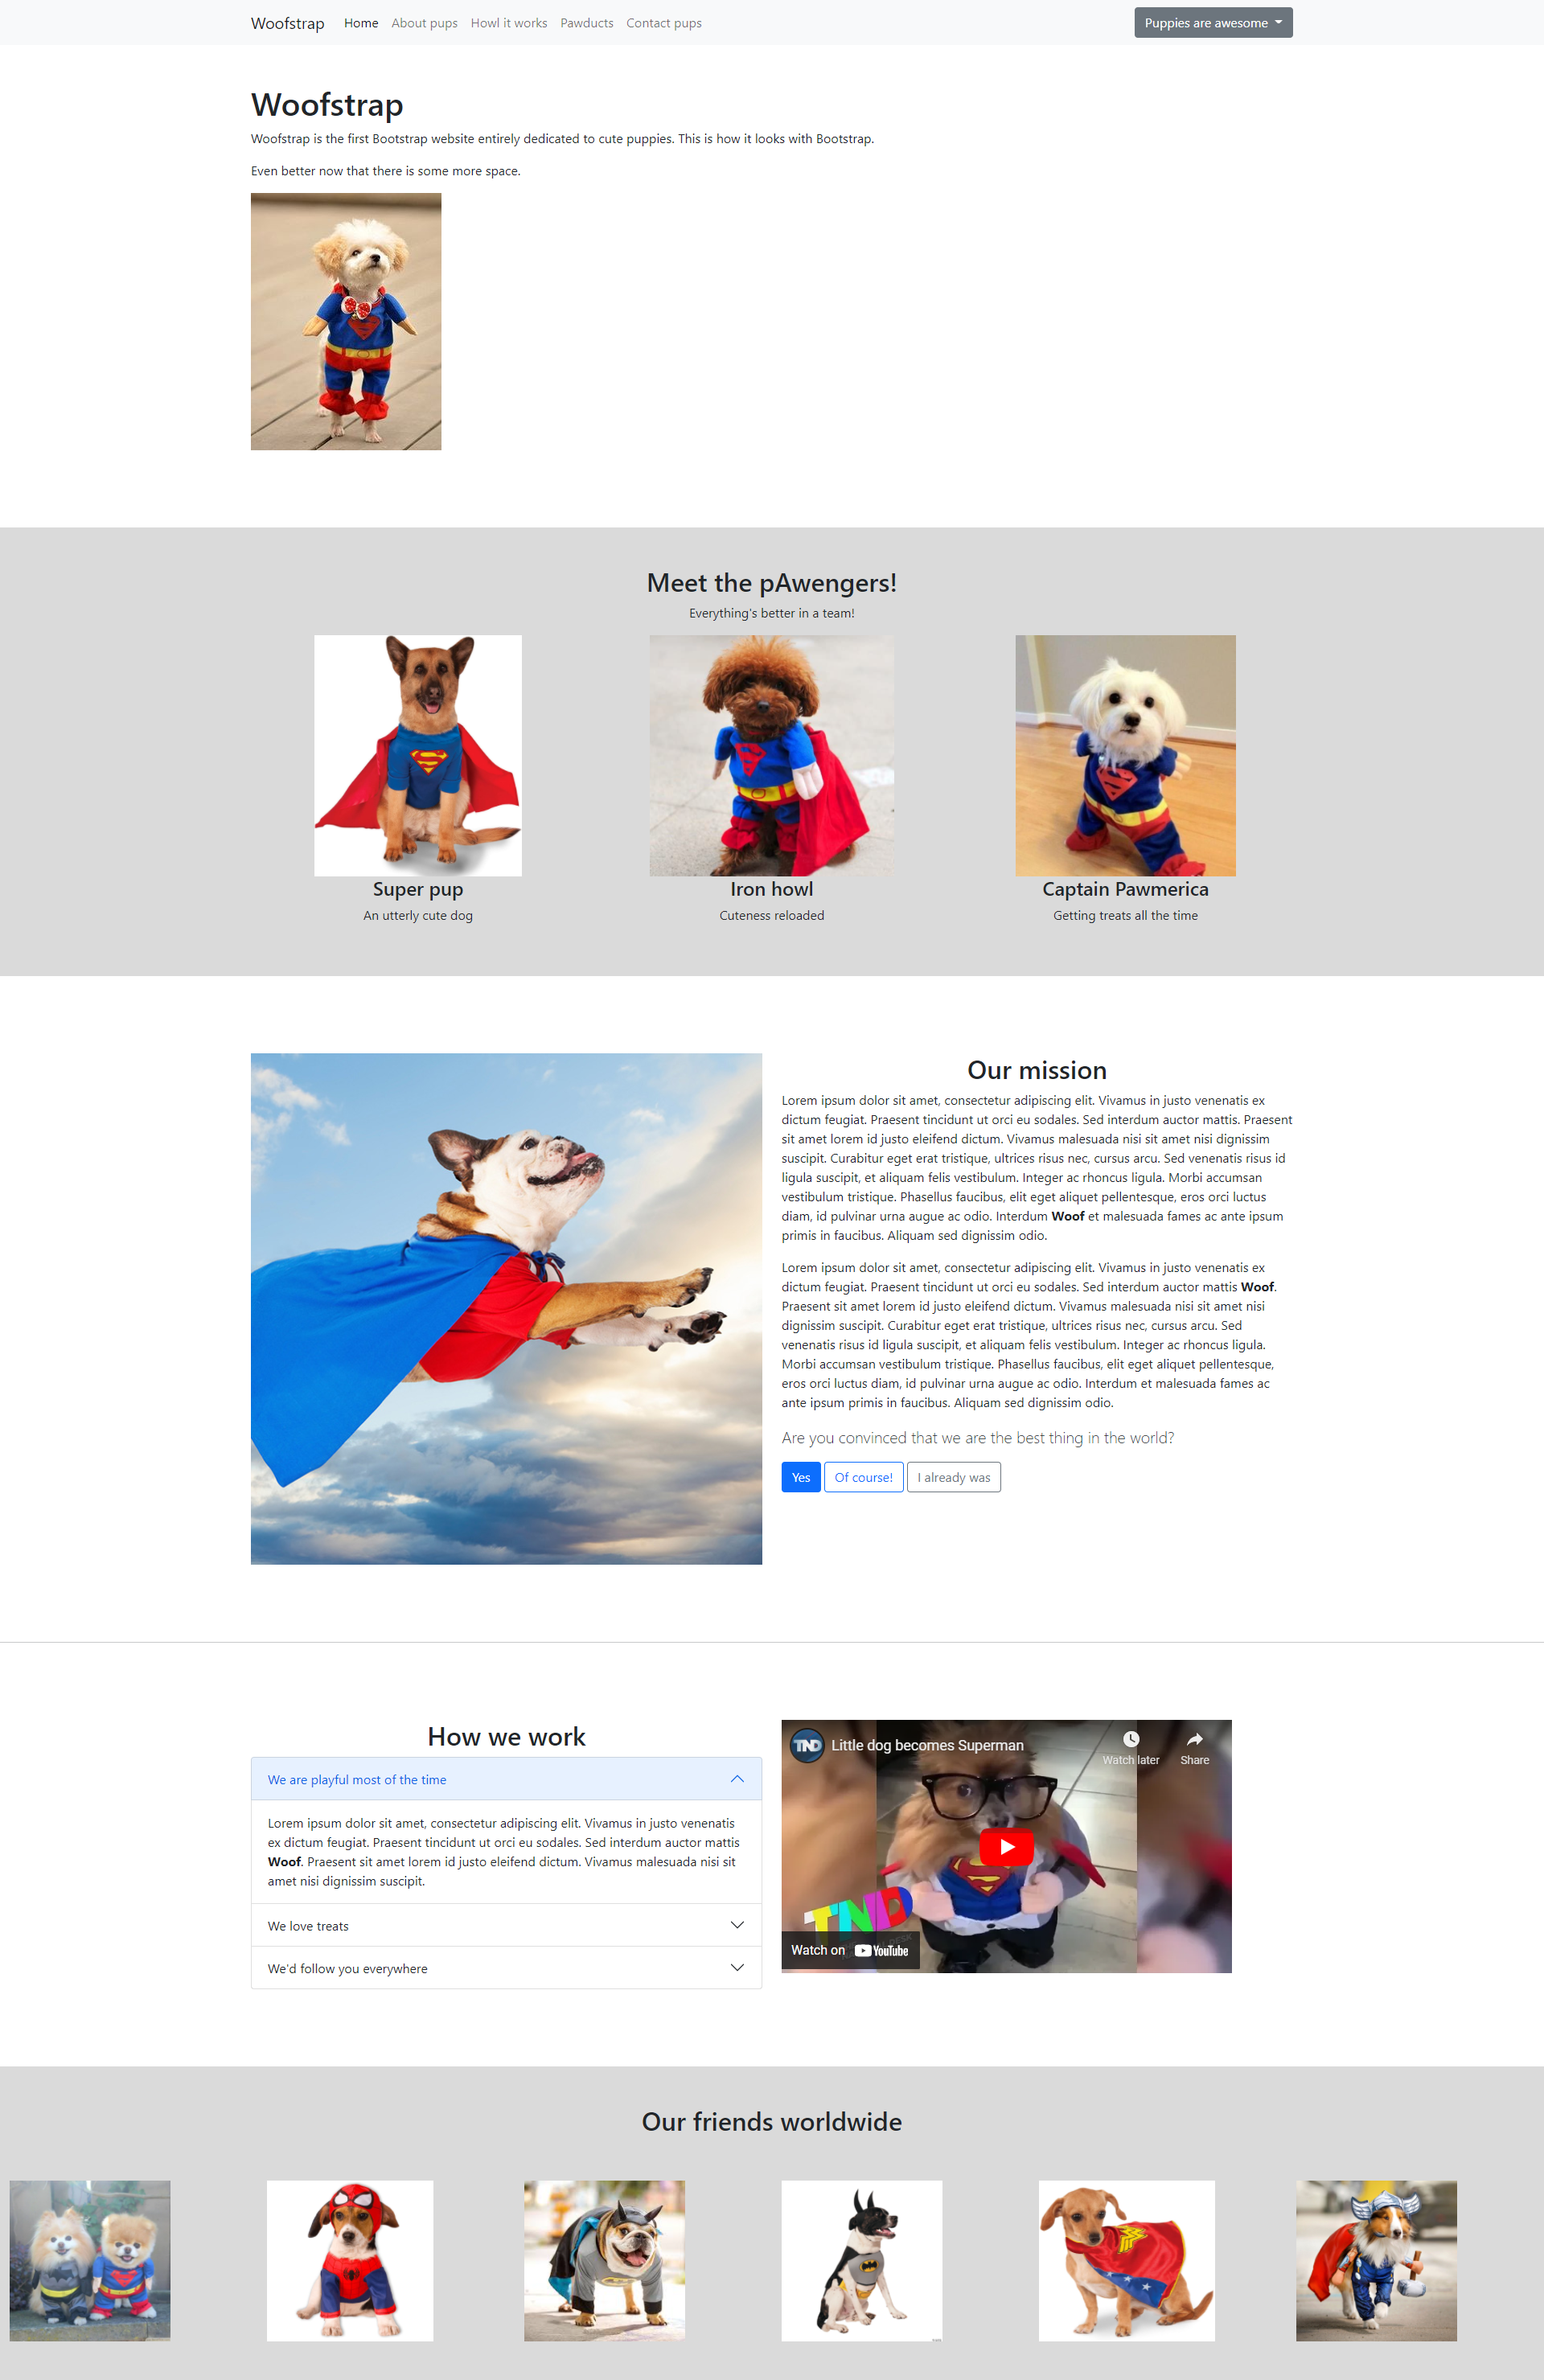 Woofstrap Home About pups Howl it works Pawducts Contact pups Puppies are awesome
Woofstrap
Woofstrap is the first Bootstrap website entirely dedicated to cute puppies. This is how it looks with Bootstrap.
Even better now that there is some more space.
Meet the pAwengers!
Everything's better in a team!
Super pup
An utterly cute dog
Iron howl
Cuteness reloaded
Captain Pawmerica
Getting treats all the time
Our mission
Lorem ipsum dolor sit amet, consectetur adipiscing elit. Vivamus in justo venenatis ex
dictum feugiat. Praesent tincidunt ut orci eu sodales. Sed interdum auctor mattis. Praesent
sit amet lorem id justo eleifend dictum. Vivamus malesuada nisi sit amet nisi dignissim
suscipit. Curabitur eget erat tristique, ultrices risus nec, cursus arcu. Sed venenatis risus id
ligula suscipit, et aliquam felis vestibulum. Integer ac rhoncus ligula. Morbi accumsan
vestibulum tristique. Phasellus faucibus, elit eget aliquet pellentesque, eros orci luctus
diam, id pulvinar urna augue ac odio. Interdum Woof et malesuada fames ac ante ipsum
primis in faucibus. Aliquam sed dignissim odio.
Lorem ipsum dolor sit amet, consectetur adipiscing elit. Vivamus in justo venenatis ex
dictum feugiat. Praesent tincidunt ut orci eu sodales. Sed interdum auctor mattis Woof.
Praesent sit amet lorem id justo eleifend dictum. Vivamus malesuada nisi sit amet nisi
dignissim suscipit. Curabitur eget erat tristique, ultrices risus nec, cursus arcu. Sed
venenatis risus id ligula suscipit, et aliquam felis vestibulum. Integer ac rhoncus ligula.
Morbi accumsan vestibulum tristique. Phasellus faucibus, elit eget aliquet pellentesque,
eros orci luctus diam, id pulvinar urna augue ac odio. Interdum et malesuada fames ac
ante ipsum primis in faucibus. Aliquam sed dignissim odio.
Are you convinced that we are the best thing in the world?
Yes Of course! I already was
How we work
We are playful most of the time
Lorem ipsum dolor sit amet, consectetur adipiscing elit. Vivamus in justo venenatis
ex dictum feugiat. Praesent tincidunt ut orci eu sodales. Sed interdum auctor mattis
Woof. Praesent sit amet lorem id justo eleifend dictum. Vivamus malesuada nisi sit
amet nisi dignissim suscipit.
We love treats
We'd follow you everywhere
TND Little dog becomes Superman
Watch later Share
TND
Watch on YouTube
Our friends worldwide